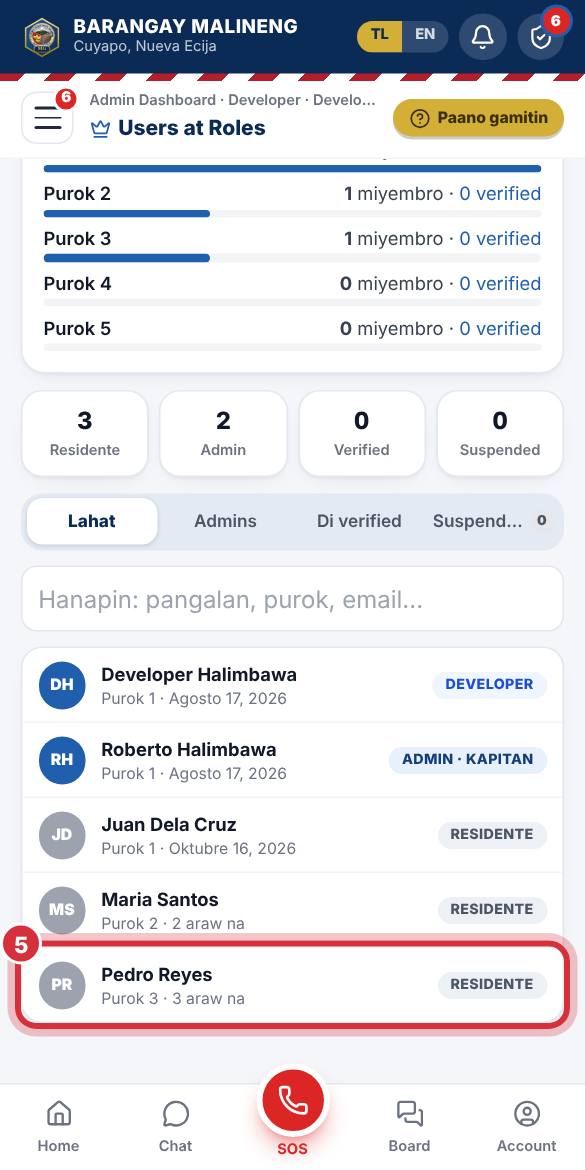 BARANGAY MALINENG
Cuyapo, Nueva Ecija
TL EN
6
6
Admin Dashboard · Developer · Develo...
Users at Roles
Paano gamitin
Purok 2 1 miyembro · 0 verified
Purok 3 1 miyembro · 0 verified
Purok 4 0 miyembro · 0 verified
Purok 5 0 miyembro · 0 verified
3 2 0 0
Residente Admin Verified Suspended
Lahat Admins Di verified Suspend... 0
Hanapin: pangalan, purok, email...
DH Developer Halimbawa DEVELOPER
Purok 1 · Agosto 17, 2026
RH Roberto Halimbawa ADMIN · KAPITAN
Purok 1 · Agosto 17, 2026
JD Juan Dela Cruz RESIDENTE
Purok 1 · Oktubre 16, 2026
MS Maria Santos RESIDENTE
Purok 2 · 2 araw na
5
PR Pedro Reyes RESIDENTE
Purok 3 · 3 araw na
Home Chat SOS Board Account